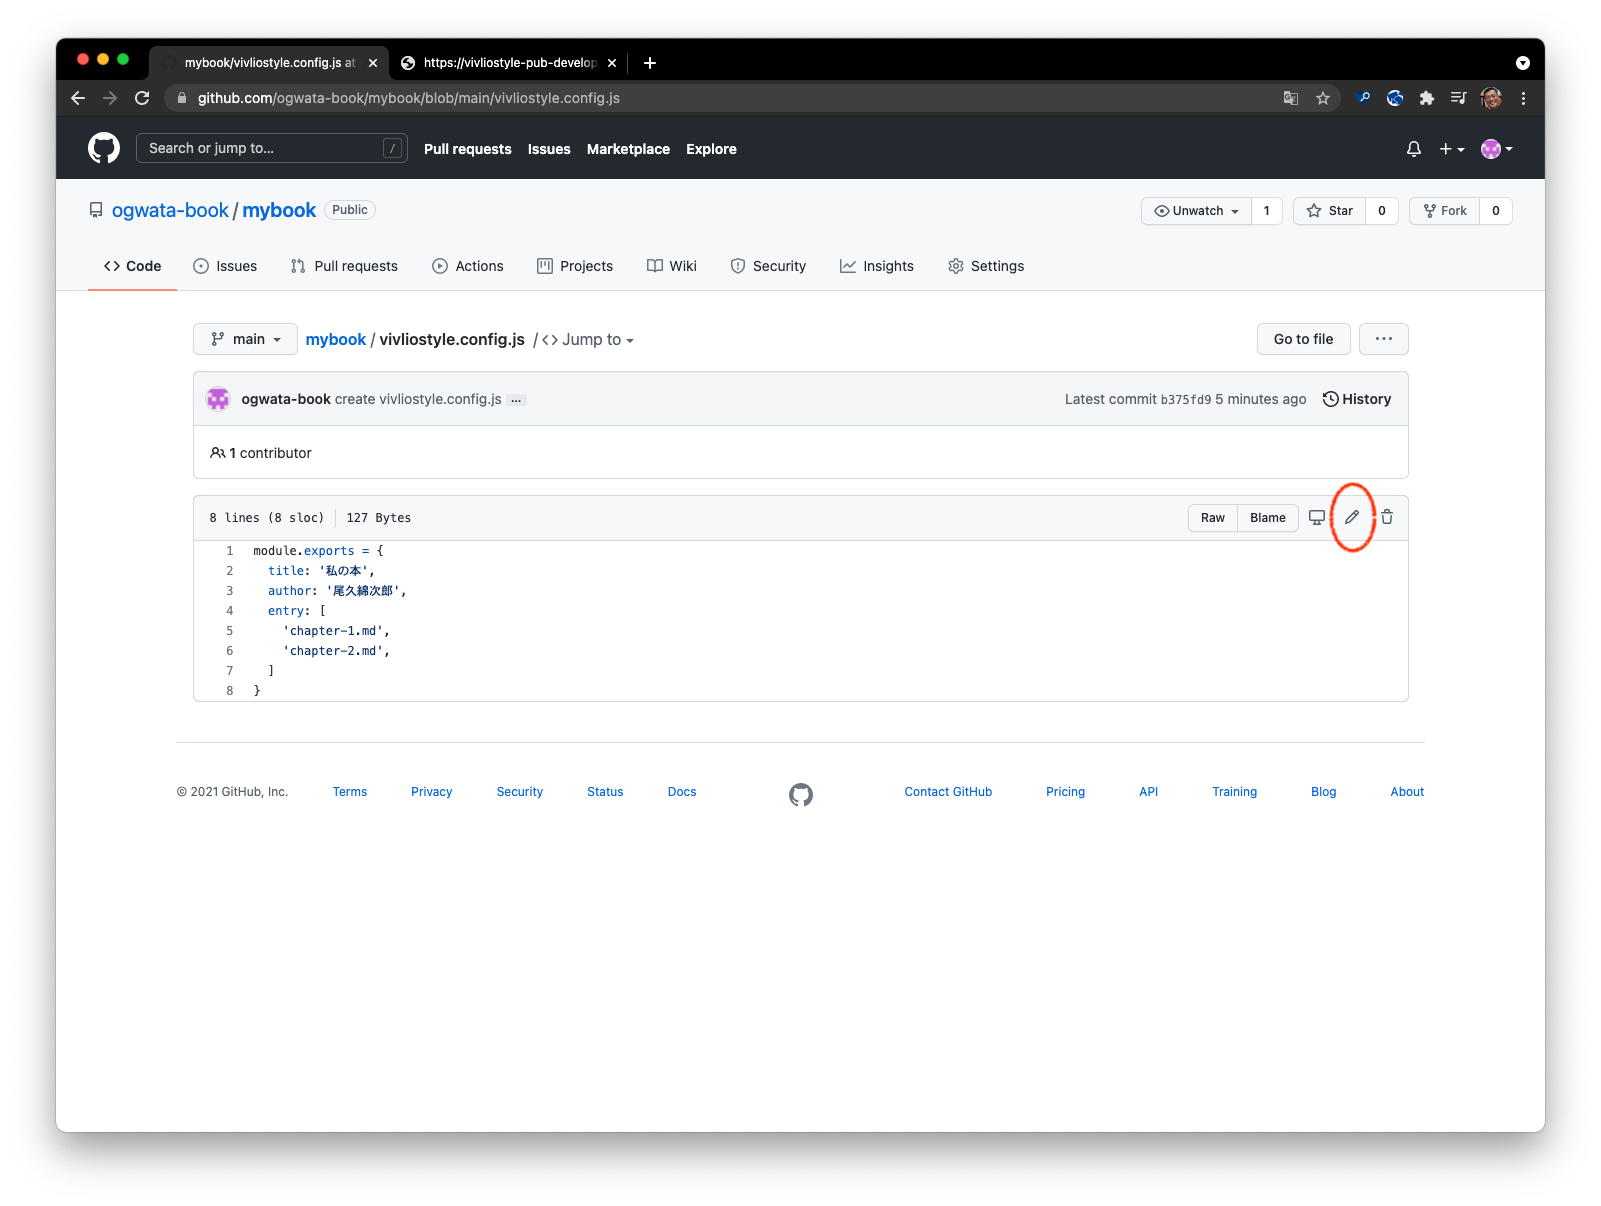 mybook/vivliostyle.config.js at
https://vivliostyle-pub-develop
github.com/ogwata-book/mybook/blob/main/vivliostyle.config.js
Search or jump to... /
Pull requests Issues Marketplace Explore
ogwata-book / mybook Public
Unwatch 1 Star 0 Fork 0
Code Issues Pull requests Actions Projects Wiki Security Insights Settings
main mybook / vivliostyle.config.js / <> Jump to Go to file ...
ogwata-book create vivliostyle.config.js ... Latest commit b375fd9 5 minutes ago History
1 contributor
8 lines (8 sloc) 127 Bytes Raw Blame
1 module.exports = {
2 title: '私の本',
3 author: '尾久綿次郎',
4 entry: [
5 'chapter-1.md',
6 'chapter-2.md',
7 ]
8 }
© 2021 GitHub, Inc. Terms Privacy Security Status Docs Contact GitHub Pricing API Training Blog About